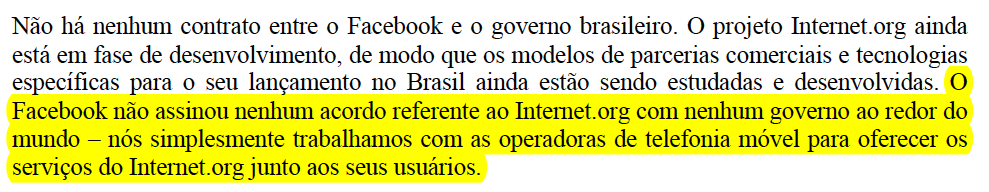 Não há nenhum contrato entre o Facebook e o governo brasileiro. O projeto Internet.org ainda
está em fase de desenvolvimento, de modo que os modelos de parcerias comerciais e tecnologias
específicas para o seu lançamento no Brasil ainda estão sendo estudadas e desenvolvidas. O
Facebook não assinou nenhum acordo referente ao Internet.org com nenhum governo ao redor do
mundo – nós simplesmente trabalhamos com as operadoras de telefonia móvel para oferecer os
serviços do Internet.org junto aos seus usuários.